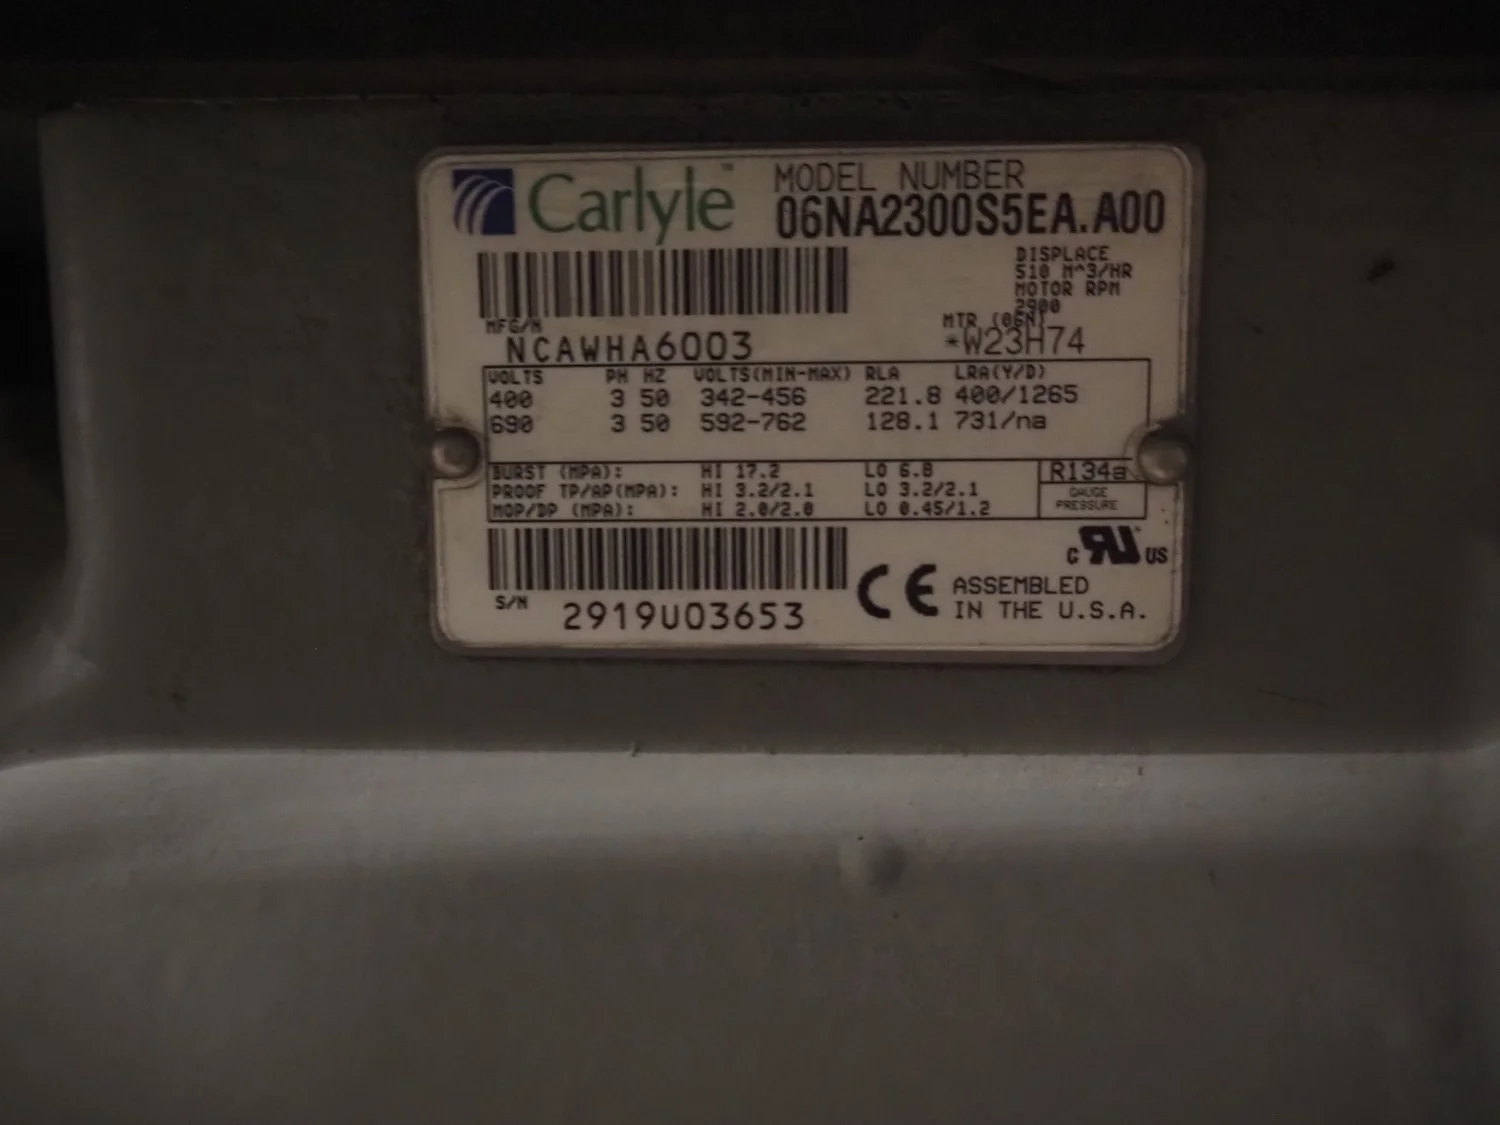 Carlyle™
MODEL NUMBER
06NA2300S5EA.A00
DISPLACE
510 M^3/HR
MOTOR RPM
2900
MFG/N
NCAWHA6003
MTR (06N)
*W23H74
VOLTS PH HZ VOLTS(MIN-MAX) RLA LRA(Y/D)
400 3 50 342-456 221.8 400/1265
690 3 50 592-762 128.1 731/na
BURST (MPA): HI 17.2 LO 6.8
PROOF TP/AP(MPA): HI 3.2/2.1 LO 3.2/2.1
MOP/DP (MPA): HI 2.0/2.0 LO 0.45/1.2
R134a
GAUGE
PRESSURE
S/N
2919U03653
C RU US
CE ASSEMBLED
IN THE U.S.A.